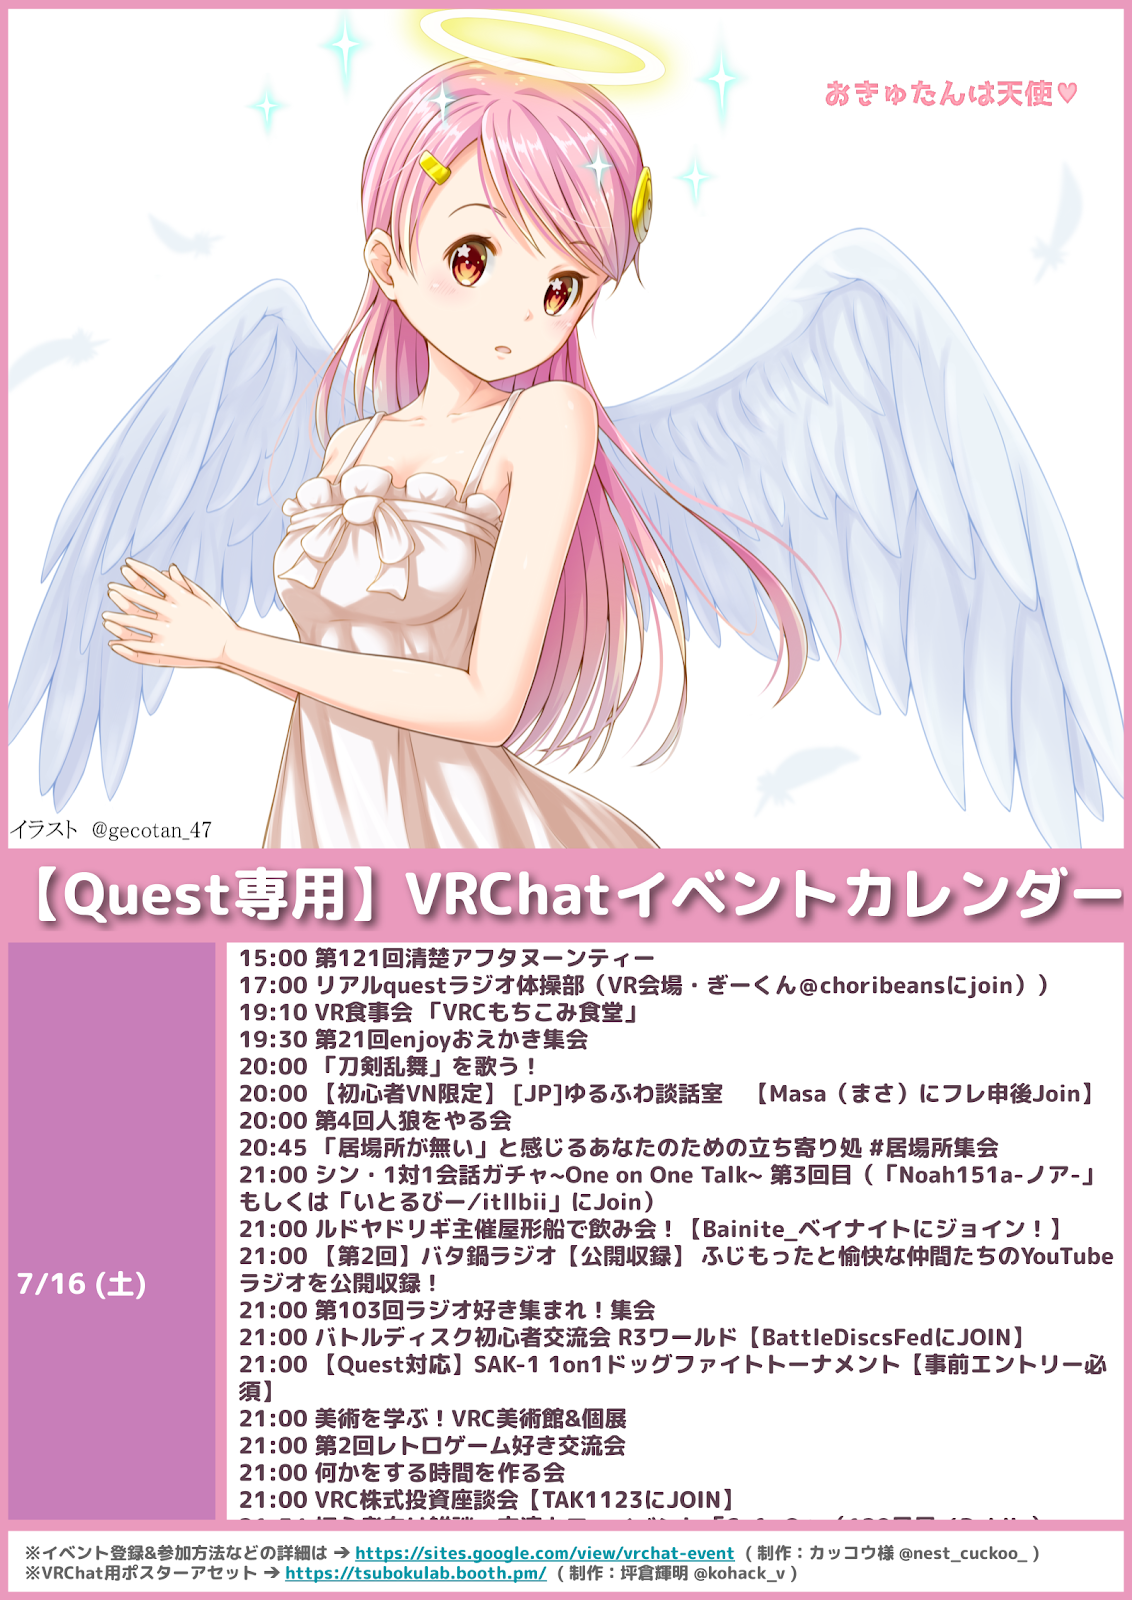 おきゅたんは天使♥
イラスト @gecotan_47
【Quest専用】VRChatイベントカレンダー
7/16 (土)
15:00 第121回清楚アフタヌーンティー
17:00 リアルquestラジオ体操部（VR会場・ぎーくん@choribeansにjoin））
19:10 VR食事会 「VRCもちこみ食堂」
19:30 第21回enjoyおえかき集会
20:00 「刀剣乱舞」を歌う！
20:00 【初心者VN限定】 [JP]ゆるふわ談話室　【Masa（まさ）にフレ申後Join】
20:00 第4回人狼をやる会
20:45 「居場所が無い」と感じるあなたのための立ち寄り処 #居場所集会
21:00 シン・1対1会話ガチャ~One on One Talk~ 第3回目（「Noah151a-ノア-」
もしくは「いとるびー/itllbii」にJoin）
21:00 ルドヤドリギ主催屋形船で飲み会！【Bainite_ベイナイトにジョイン！】
21:00 【第2回】バタ鍋ラジオ【公開収録】 ふじもったと愉快な仲間たちのYouTube
ラジオを公開収録！
21:00 第103回ラジオ好き集まれ！集会
21:00 バトルディスク初心者交流会 R3ワールド【BattleDiscsFedにJOIN】
21:00 【Quest対応】SAK-1 1on1ドッグファイトトーナメント【事前エントリー必
須】
21:00 美術を学ぶ！VRC美術館&個展
21:00 第2回レトロゲーム好き交流会
21:00 何かをする時間を作る会
21:00 VRC株式投資座談会【TAK1123にJOIN】
※イベント登録&参加方法などの詳細は ➔ https://sites.google.com/view/vrchat-event ( 制作：カッコウ様 @nest_cuckoo_ )
※VRChat用ポスターアセット ➔ https://tsubokulab.booth.pm/ ( 制作：坪倉輝明 @kohack_v )